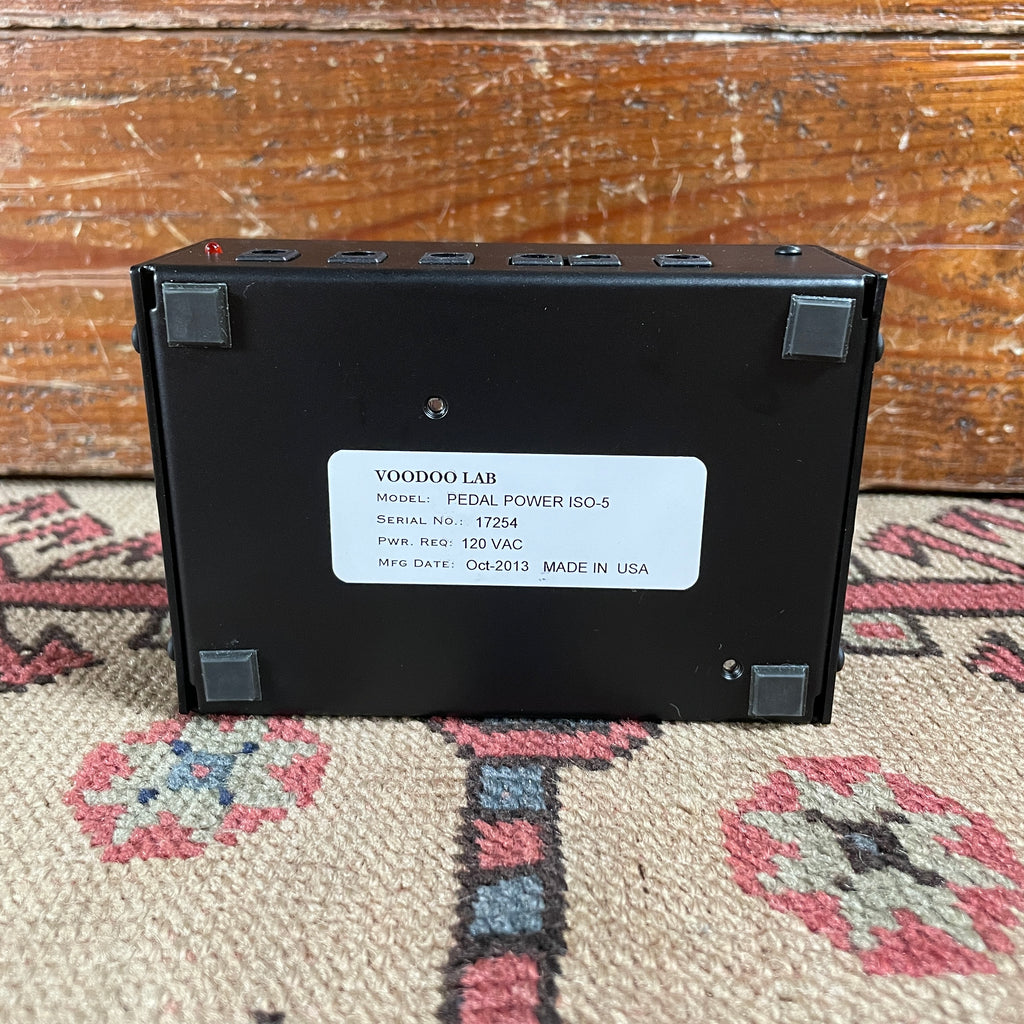 VOODOO LAB
MODEL: PEDAL POWER ISO-5
SERIAL NO.: 17254
PWR. REQ: 120 VAC
MFG DATE: Oct-2013 MADE IN USA